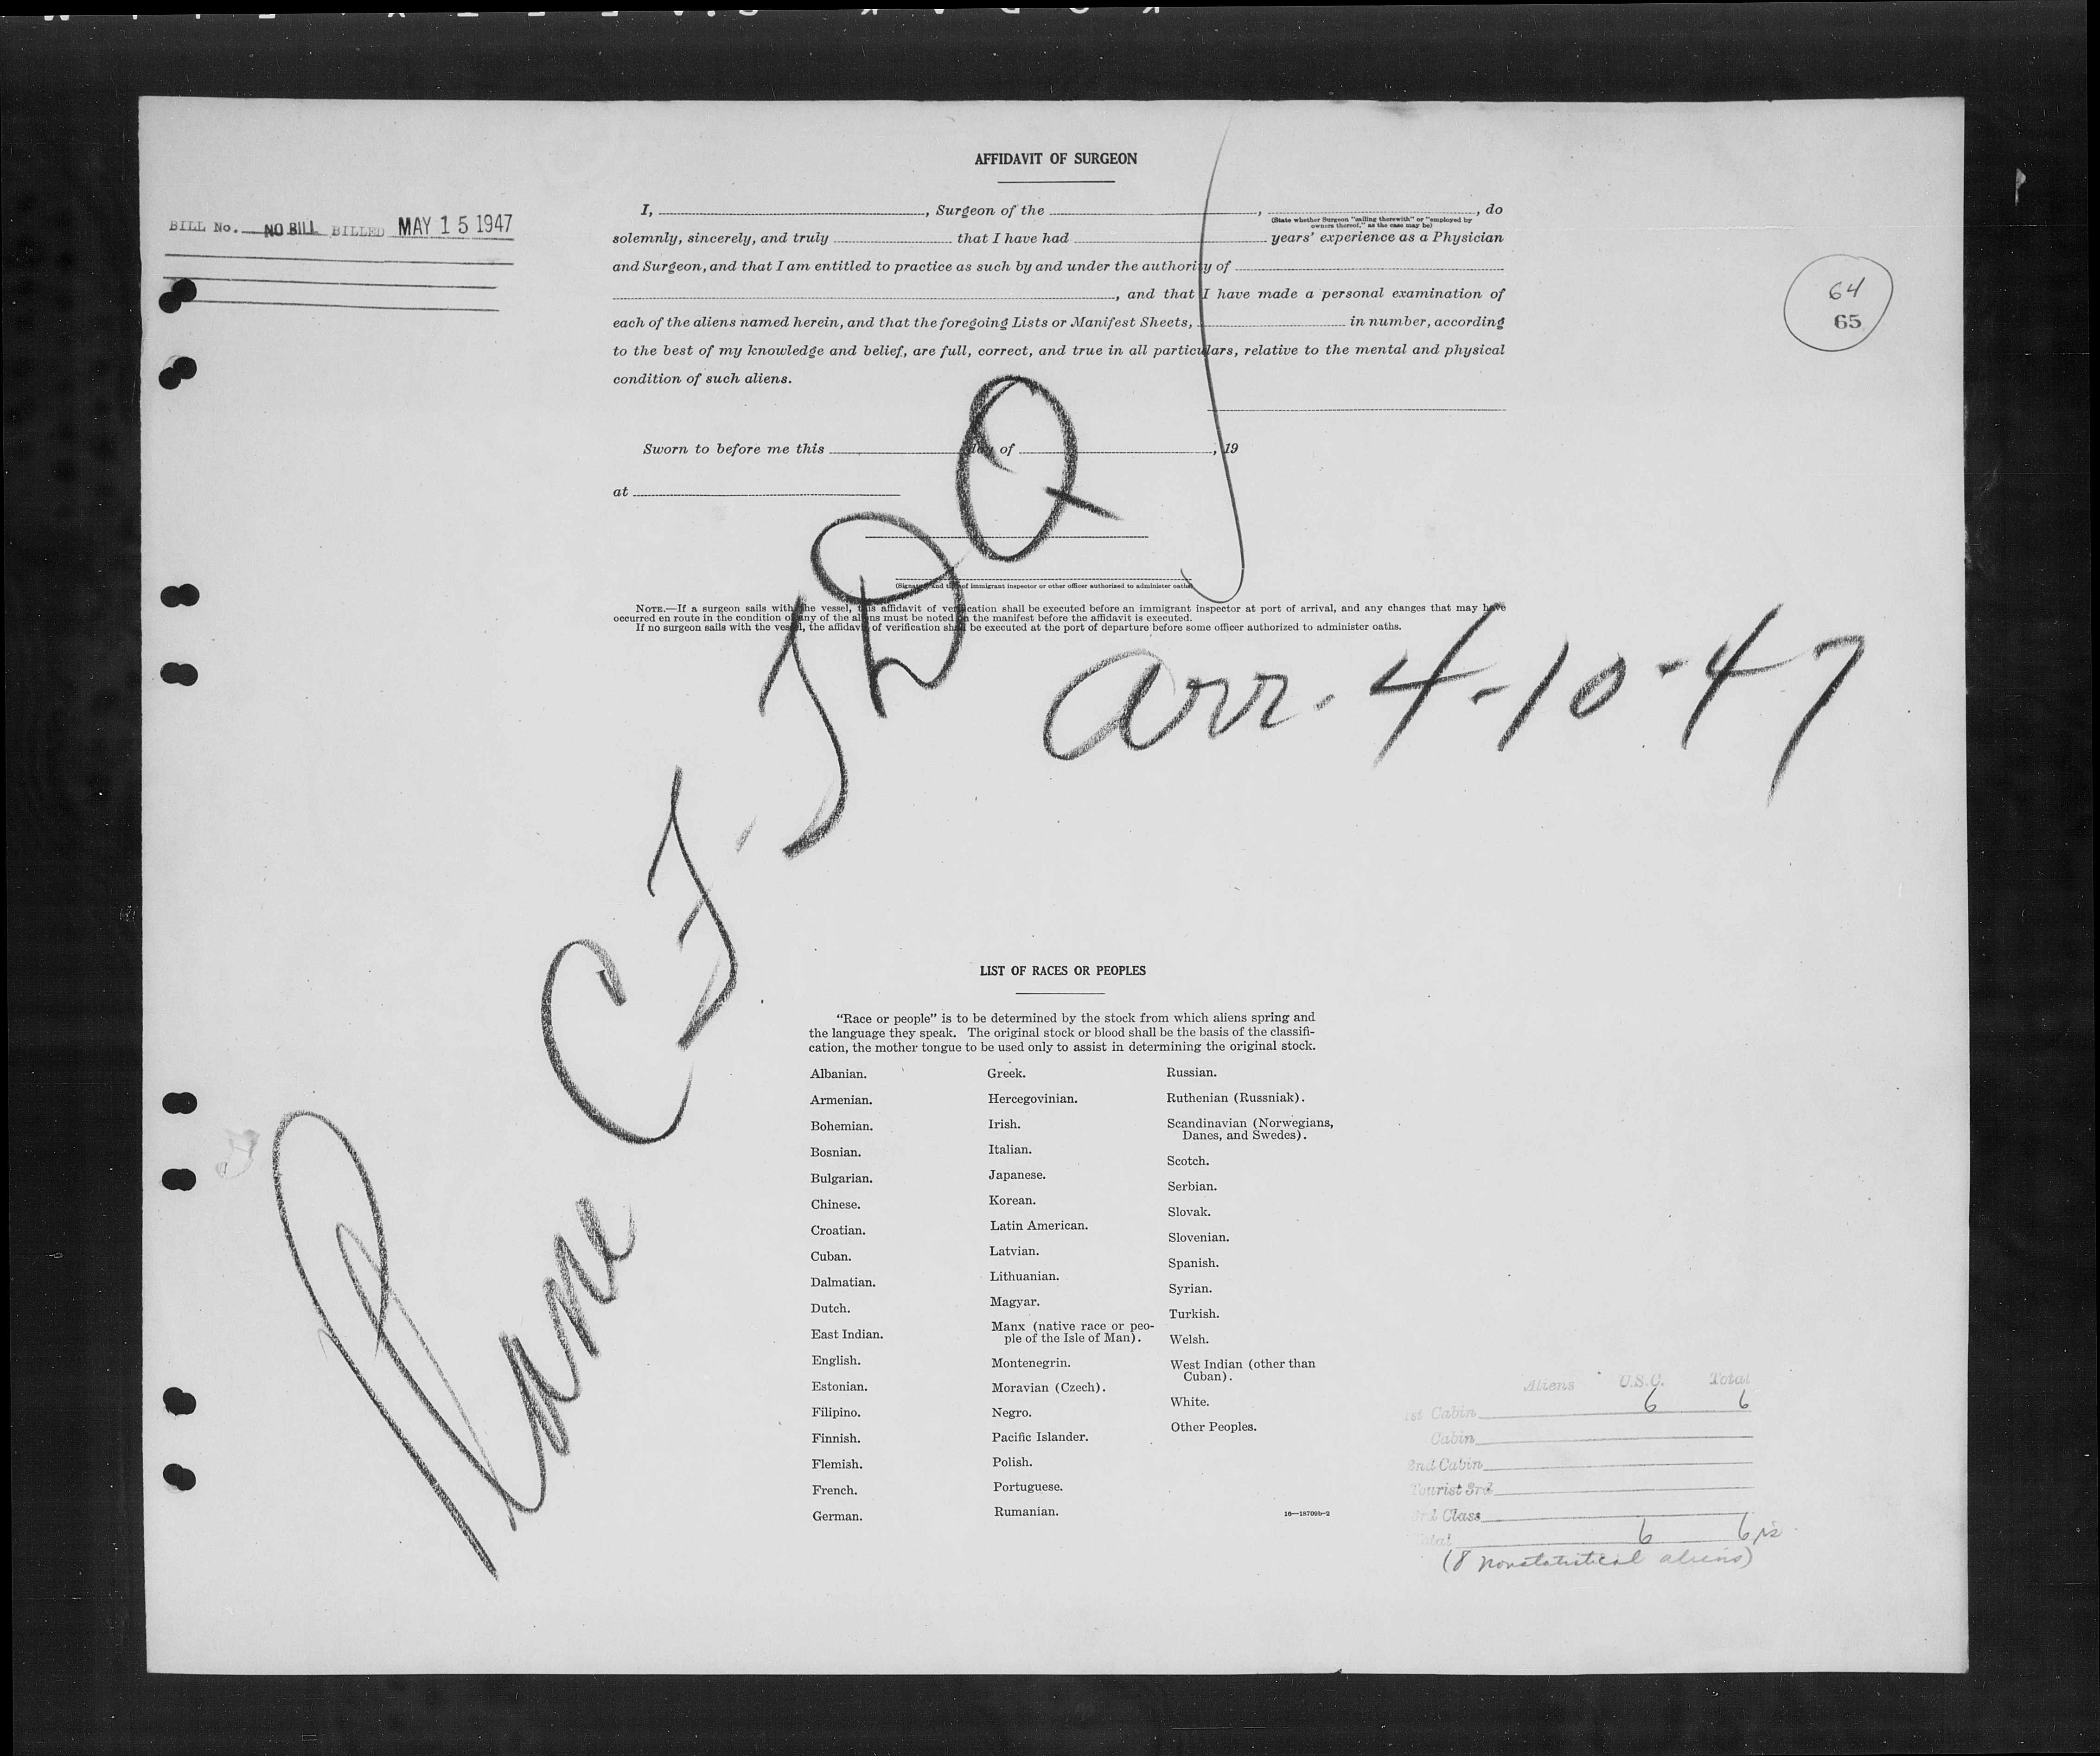 AFFIDAVIT OF SURGEON
BILL No. NO BILL BILLED MAY 15 1947
I, , Surgeon of the , , do
(State whether Surgeon "sailing therewith" or "employed by
owners thereof," as the case may be)
solemnly, sincerely, and truly that I have had years' experience as a Physician
and Surgeon, and that I am entitled to practice as such by and under the authority of
, and that I have made a personal examination of
each of the aliens named herein, and that the foregoing Lists or Manifest Sheets, in number, according
to the best of my knowledge and belief, are full, correct, and true in all particulars, relative to the mental and physical
condition of such aliens.
64
65
Sworn to before me this day of , 19
at
(Signature and title of immigrant inspector or other officer authorized to administer oaths)
NOTE.—If a surgeon sails with the vessel, this affidavit of verification shall be executed before an immigrant inspector at port of arrival, and any changes that may have
occurred en route in the condition of any of the aliens must be noted on the manifest before the affidavit is executed.
If no surgeon sails with the vessel, the affidavit of verification shall be executed at the port of departure before some officer authorized to administer oaths.
Plane CF-TDQ
arr. 4-10-47
LIST OF RACES OR PEOPLES
"Race or people" is to be determined by the stock from which aliens spring and
the language they speak. The original stock or blood shall be the basis of the classifi-
cation, the mother tongue to be used only to assist in determining the original stock.
Albanian.
Armenian.
Bohemian.
Bosnian.
Bulgarian.
Chinese.
Croatian.
Cuban.
Dalmatian.
Dutch.
East Indian.
English.
Estonian.
Filipino.
Finnish.
Flemish.
French.
German.
Greek.
Hercegovinian.
Irish.
Italian.
Japanese.
Korean.
Latin American.
Latvian.
Lithuanian.
Magyar.
Manx (native race or peo-
ple of the Isle of Man).
Montenegrin.
Moravian (Czech).
Negro.
Pacific Islander.
Polish.
Portuguese.
Rumanian.
Russian.
Ruthenian (Russniak).
Scandinavian (Norwegians,
Danes, and Swedes).
Scotch.
Serbian.
Slovak.
Slovenian.
Spanish.
Syrian.
Turkish.
Welsh.
West Indian (other than
Cuban).
White.
Other Peoples.
16—18709b-2
Aliens U.S.C. Total
1st Cabin 6 6
Cabin
2nd Cabin
Tourist 3rd
3rd Class
Total 6 6
(8 nonstatistical aliens)